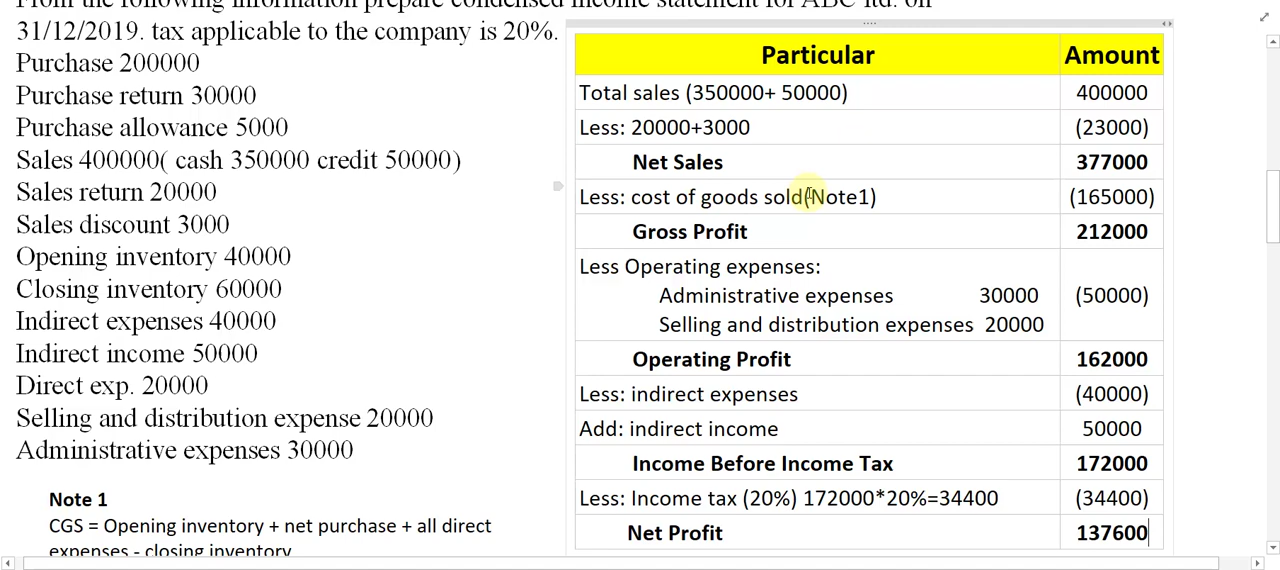 From the following information prepare condensed income statement for ABC ltd. on
31/12/2019. tax applicable to the company is 20%.
Purchase 200000
Purchase return 30000
Purchase allowance 5000
Sales 400000( cash 350000 credit 50000)
Sales return 20000
Sales discount 3000
Opening inventory 40000
Closing inventory 60000
Indirect expenses 40000
Indirect income 50000
Direct exp. 20000
Selling and distribution expense 20000
Administrative expenses 30000
Note 1
CGS = Opening inventory + net purchase + all direct
expenses - closing inventory
Particular Amount
Total sales (350000+ 50000) 400000
Less: 20000+3000 (23000)
Net Sales 377000
Less: cost of goods sold(Note1) (165000)
Gross Profit 212000
Less Operating expenses:
Administrative expenses 30000 (50000)
Selling and distribution expenses 20000
Operating Profit 162000
Less: indirect expenses (40000)
Add: indirect income 50000
Income Before Income Tax 172000
Less: Income tax (20%) 172000*20%=34400 (34400)
Net Profit 137600